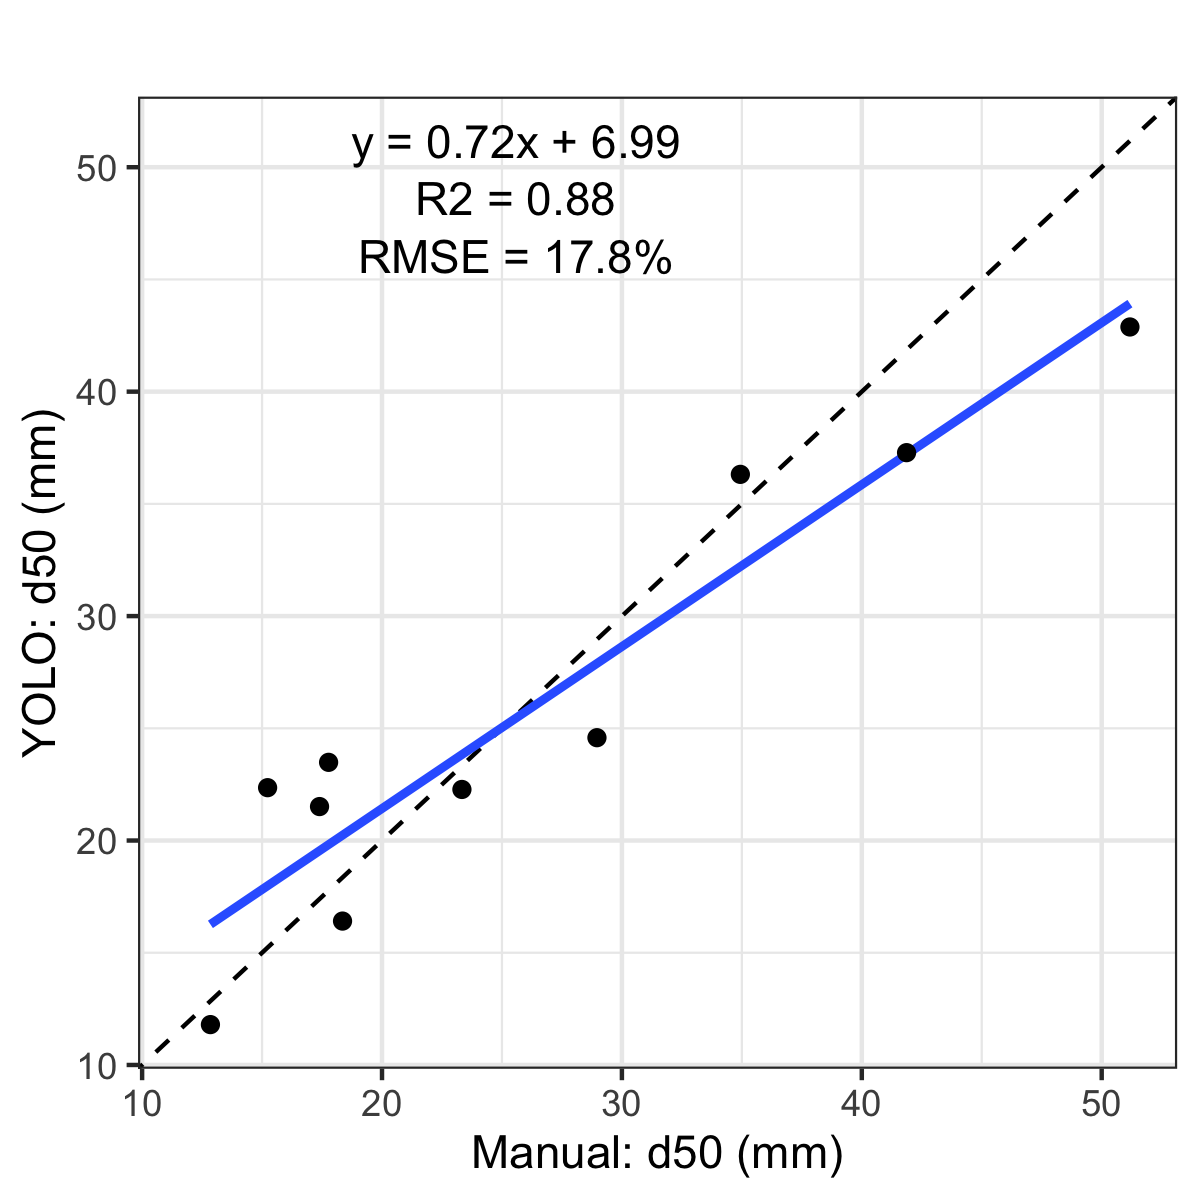 y = 0.72x + 6.99
R2 = 0.88
RMSE = 17.8%
50
40
30
20
10
YOLO: d50 (mm)
10 20 30 40 50
Manual: d50 (mm)